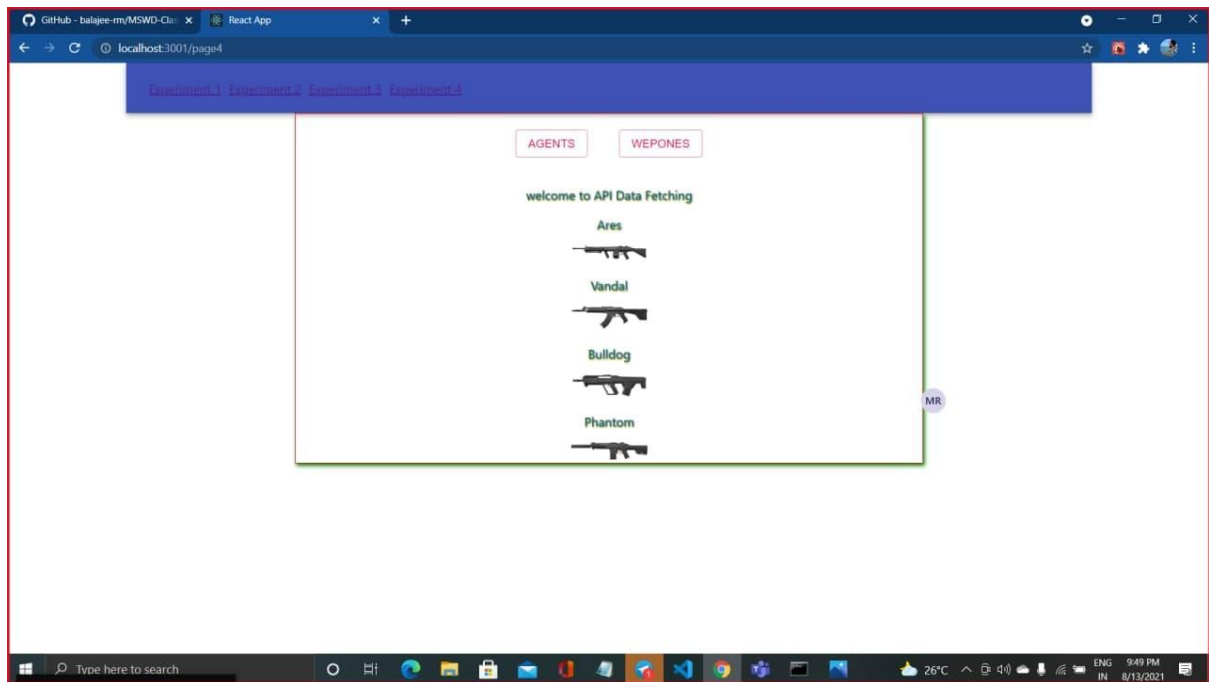 GitHub - balajee-rm/MSWD-Cla
React App
localhost:3001/page4
Experiment 1 Experiment 2 Experiment 3 Experiment 4
AGENTS WEPONES
welcome to API Data Fetching
Ares
Vandal
Bulldog
Phantom
MR
Type here to search
26°C
ENG 9:49 PM
IN 8/13/2021